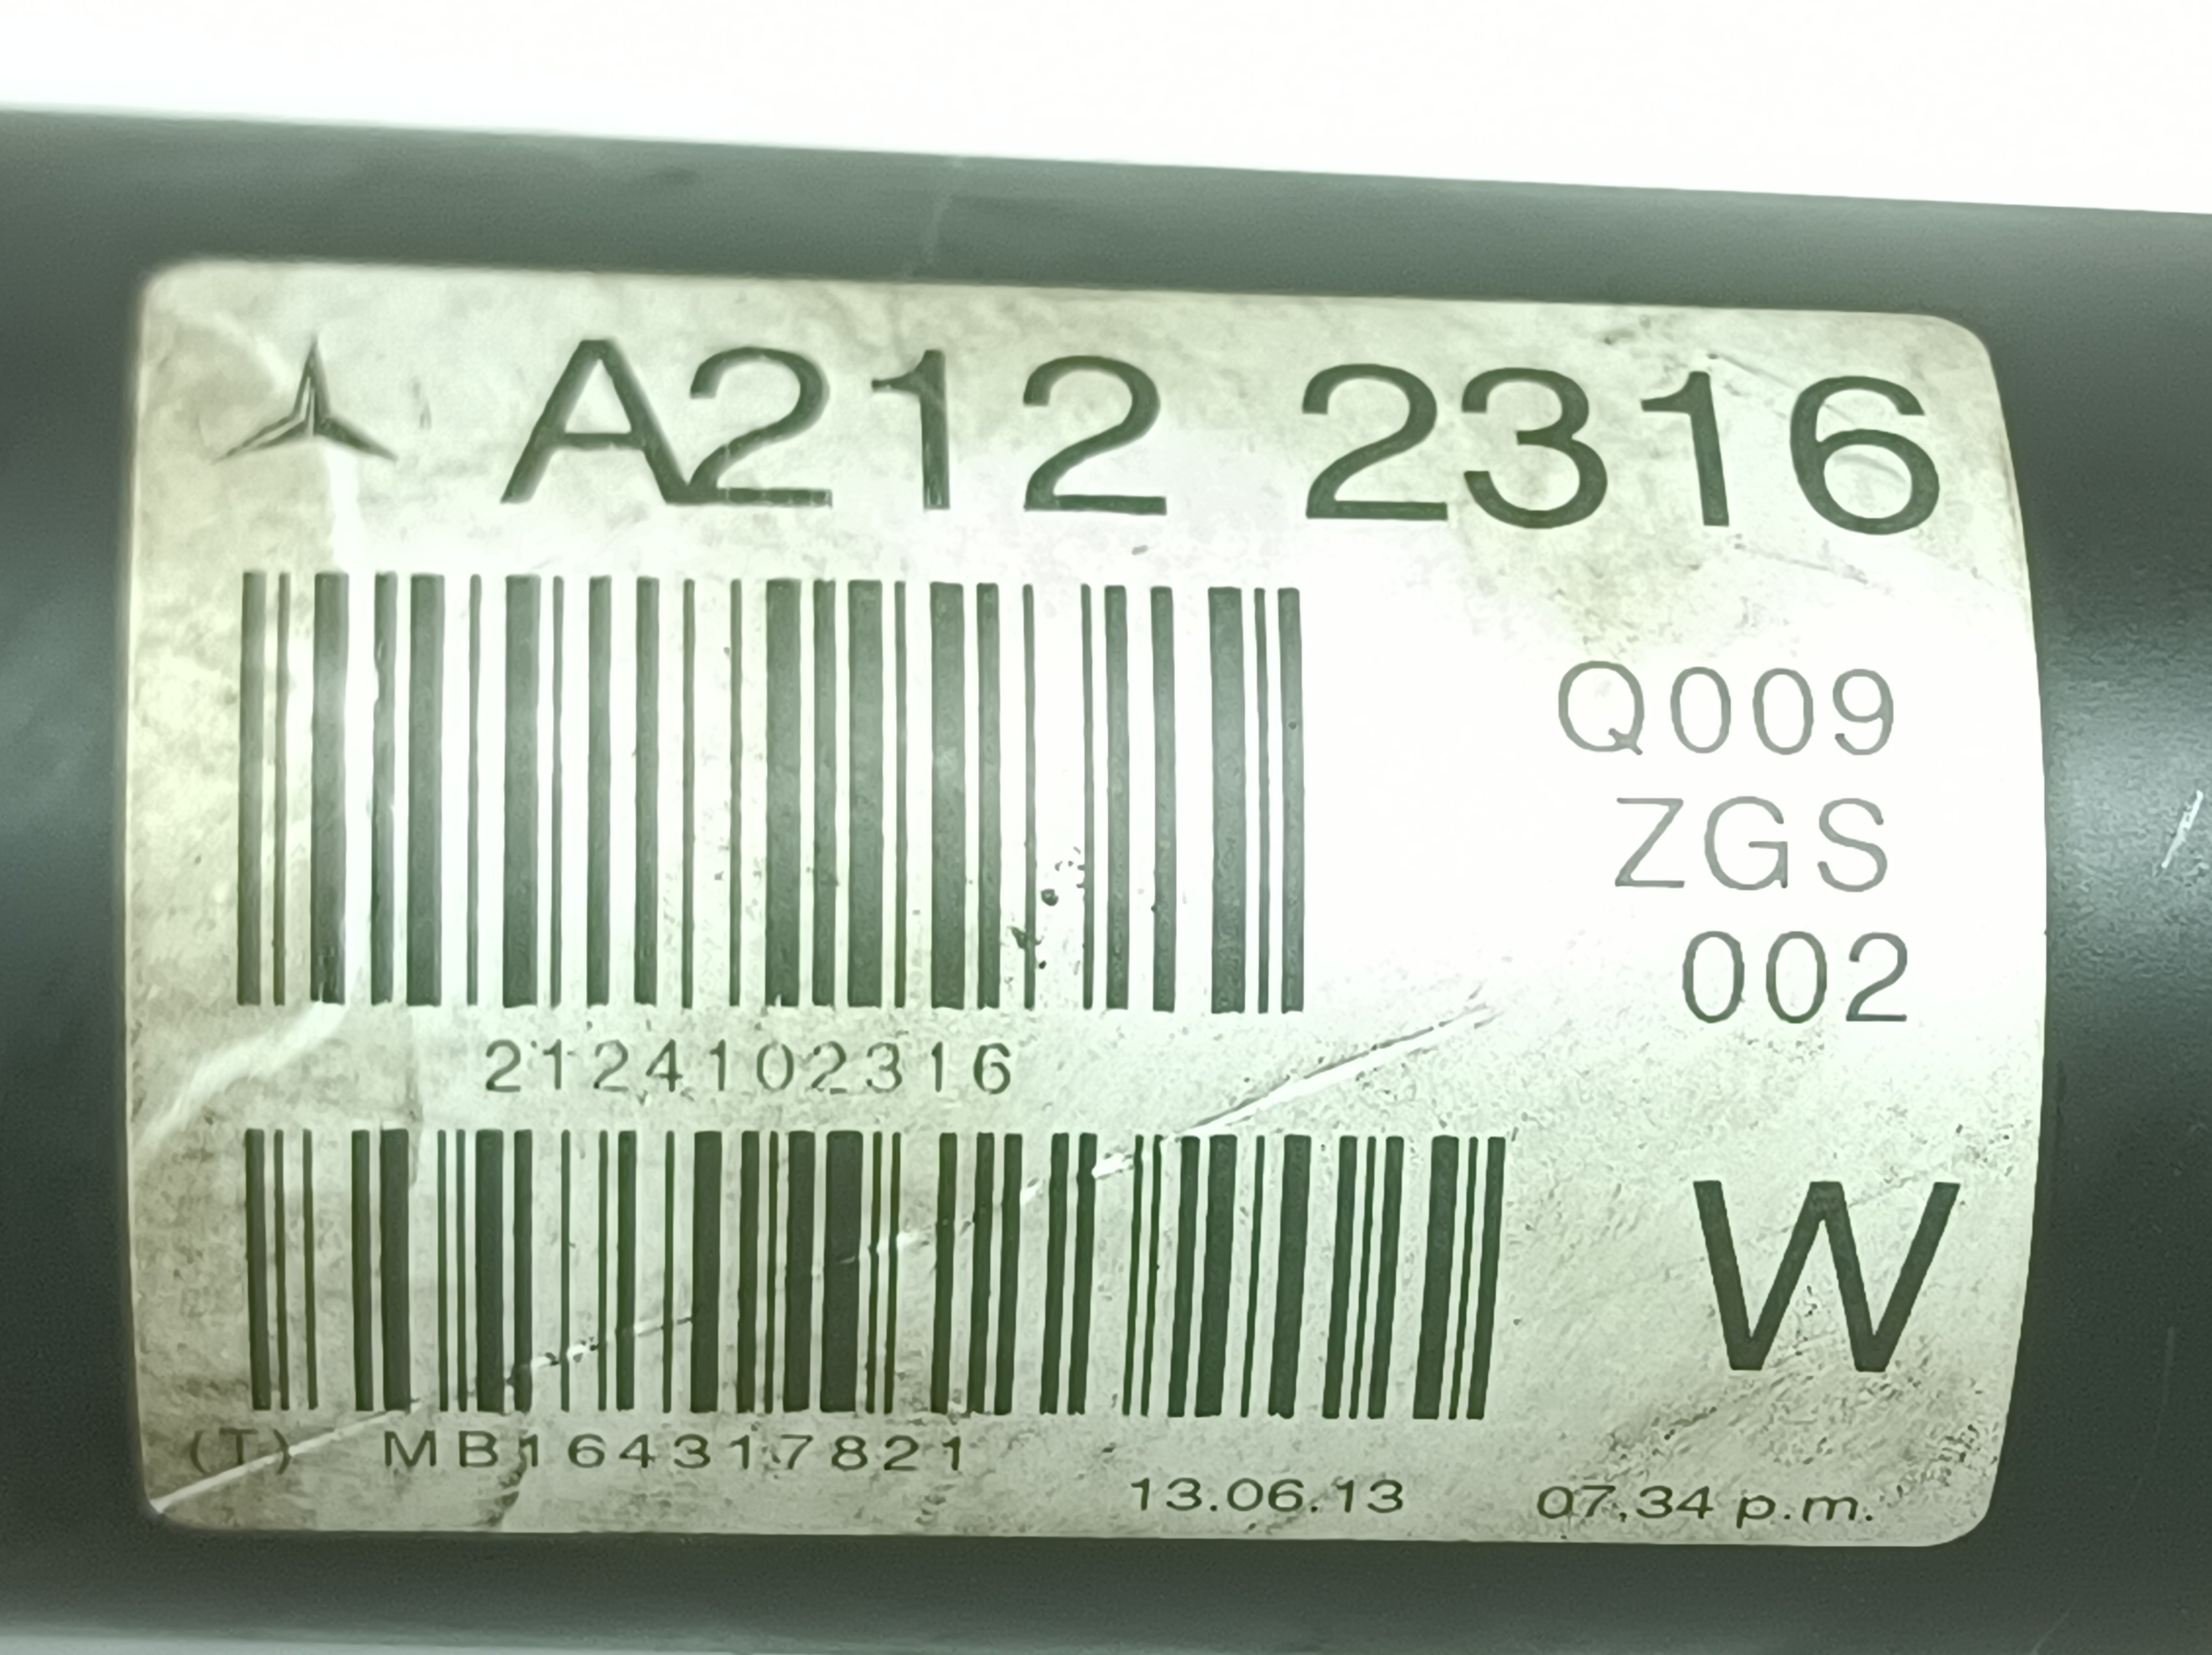 A212 2316
Q009
ZGS
002
2124102316
W
(T) MB164317821
13.06.13 07.34 p.m.